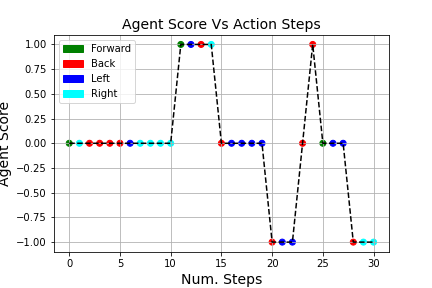 Agent Score Vs Action Steps
Forward
Back
Left
Right
1.00
0.75
0.50
0.25
0.00
−0.25
−0.50
−0.75
−1.00
Agent Score
0 5 10 15 20 25 30
Num. Steps